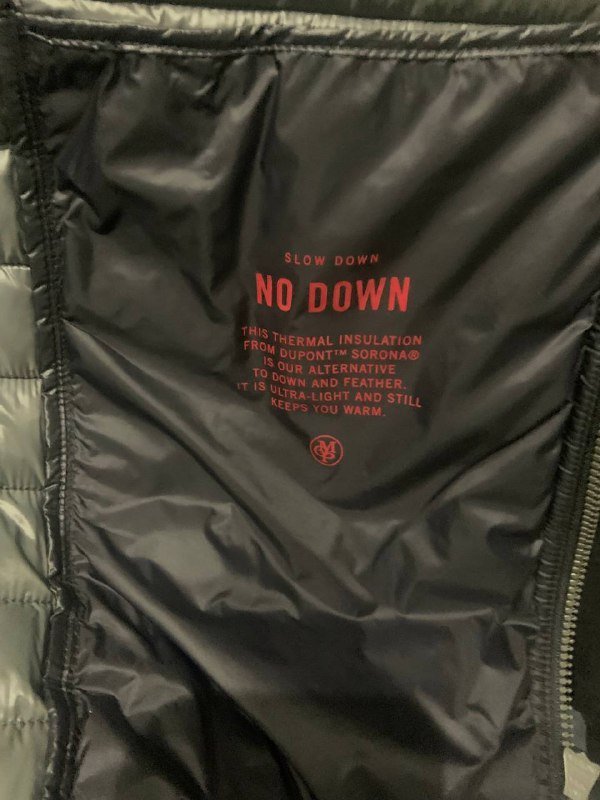 SLOW DOWN
NO DOWN
THIS THERMAL INSULATION
FROM DUPONT™ SORONA®
IS OUR ALTERNATIVE
TO DOWN AND FEATHER.
IT IS ULTRA-LIGHT AND STILL
KEEPS YOU WARM.